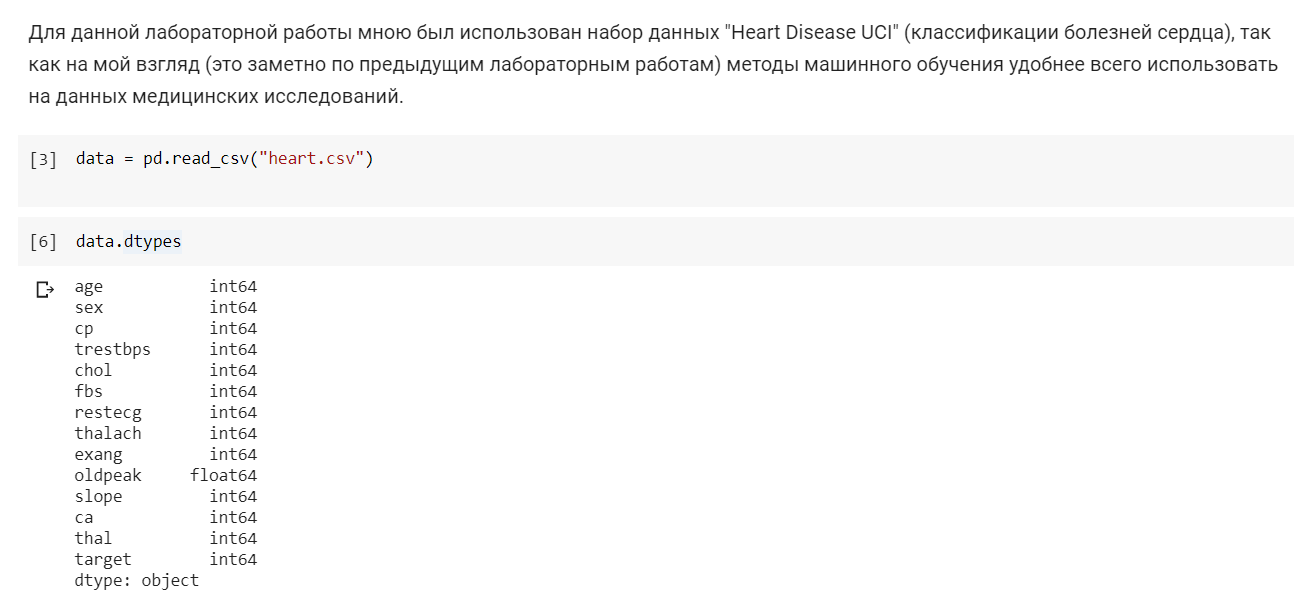 Для данной лабораторной работы мною был использован набор данных "Heart Disease UCI" (классификации болезней сердца), так
как на мой взгляд (это заметно по предыдущим лабораторным работам) методы машинного обучения удобнее всего использовать
на данных медицинских исследований.
[3] data = pd.read_csv("heart.csv")
[6] data.dtypes
age int64
sex int64
cp int64
trestbps int64
chol int64
fbs int64
restecg int64
thalach int64
exang int64
oldpeak float64
slope int64
ca int64
thal int64
target int64
dtype: object